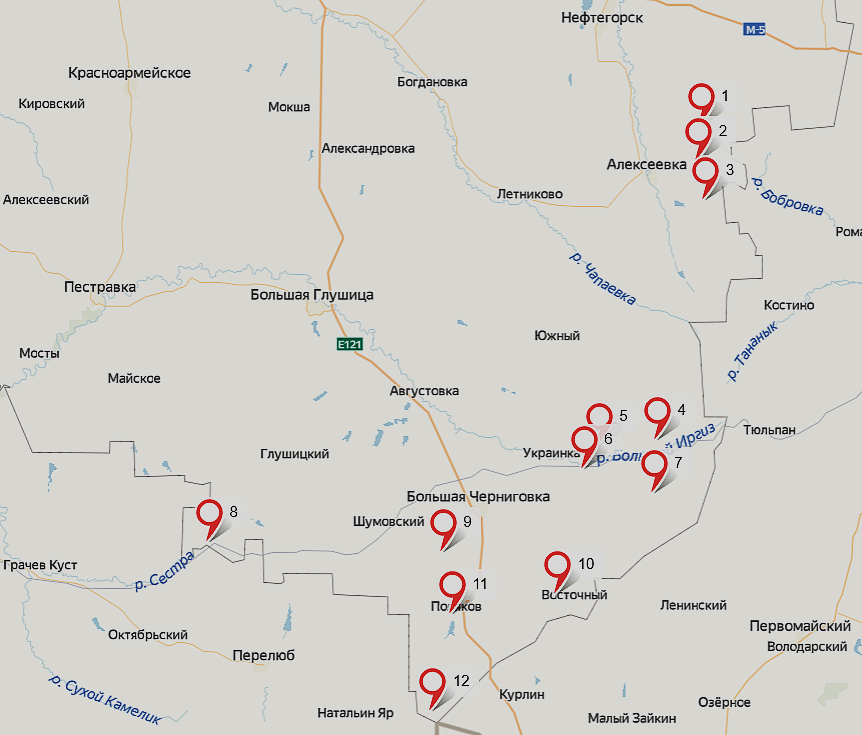 Нефтегорск
М-5
Красноармейское
Кировский
Богдановка
Мокша
1
2
Александровка
Алексеевка
3
Летниково
р. Бобровка
Алексеевский
Рома
р. Чапаевка
Пестравка
Большая Глушица
Костино
Южный
Е121
р. Тананык
Мосты
Майское
Августовка
5
4
Тюльпан
6
Глушицкий
Украинка
й Иргиз
7
Большая Черниговка
8
Шумовский
9
Грачев Куст
р. Сестра
10
11
Восточный
Ленинский
Октябрьский
Первомайский
Володарский
Перелюб
12
р. Сухой Камелик
Курлин
Озёрное
Натальин Яр
Малый Зайкин